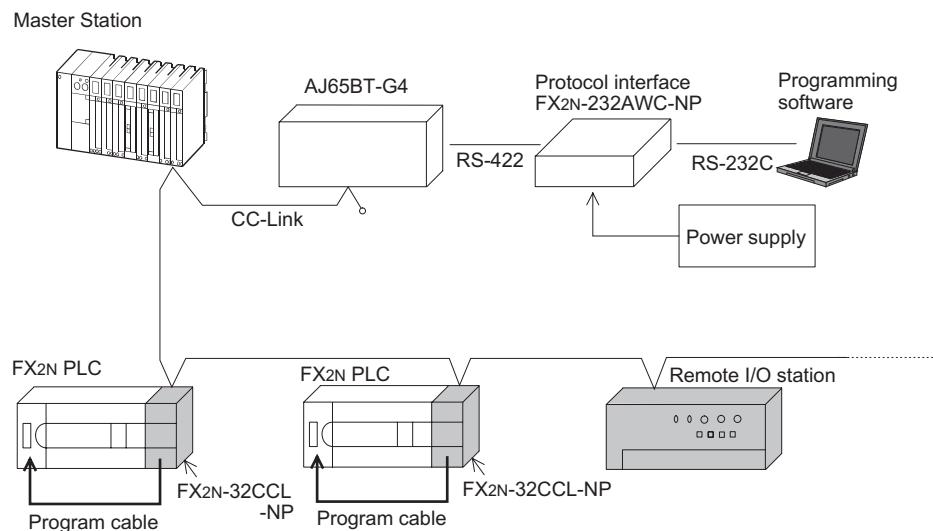 Master Station
AJ65BT-G4
Protocol interface
FX2N-232AWC-NP
Programming
software
RS-422
RS-232C
CC-Link
Power supply
FX2N PLC
FX2N PLC
Remote I/O station
FX2N-32CCL
-NP
FX2N-32CCL-NP
Program cable
Program cable